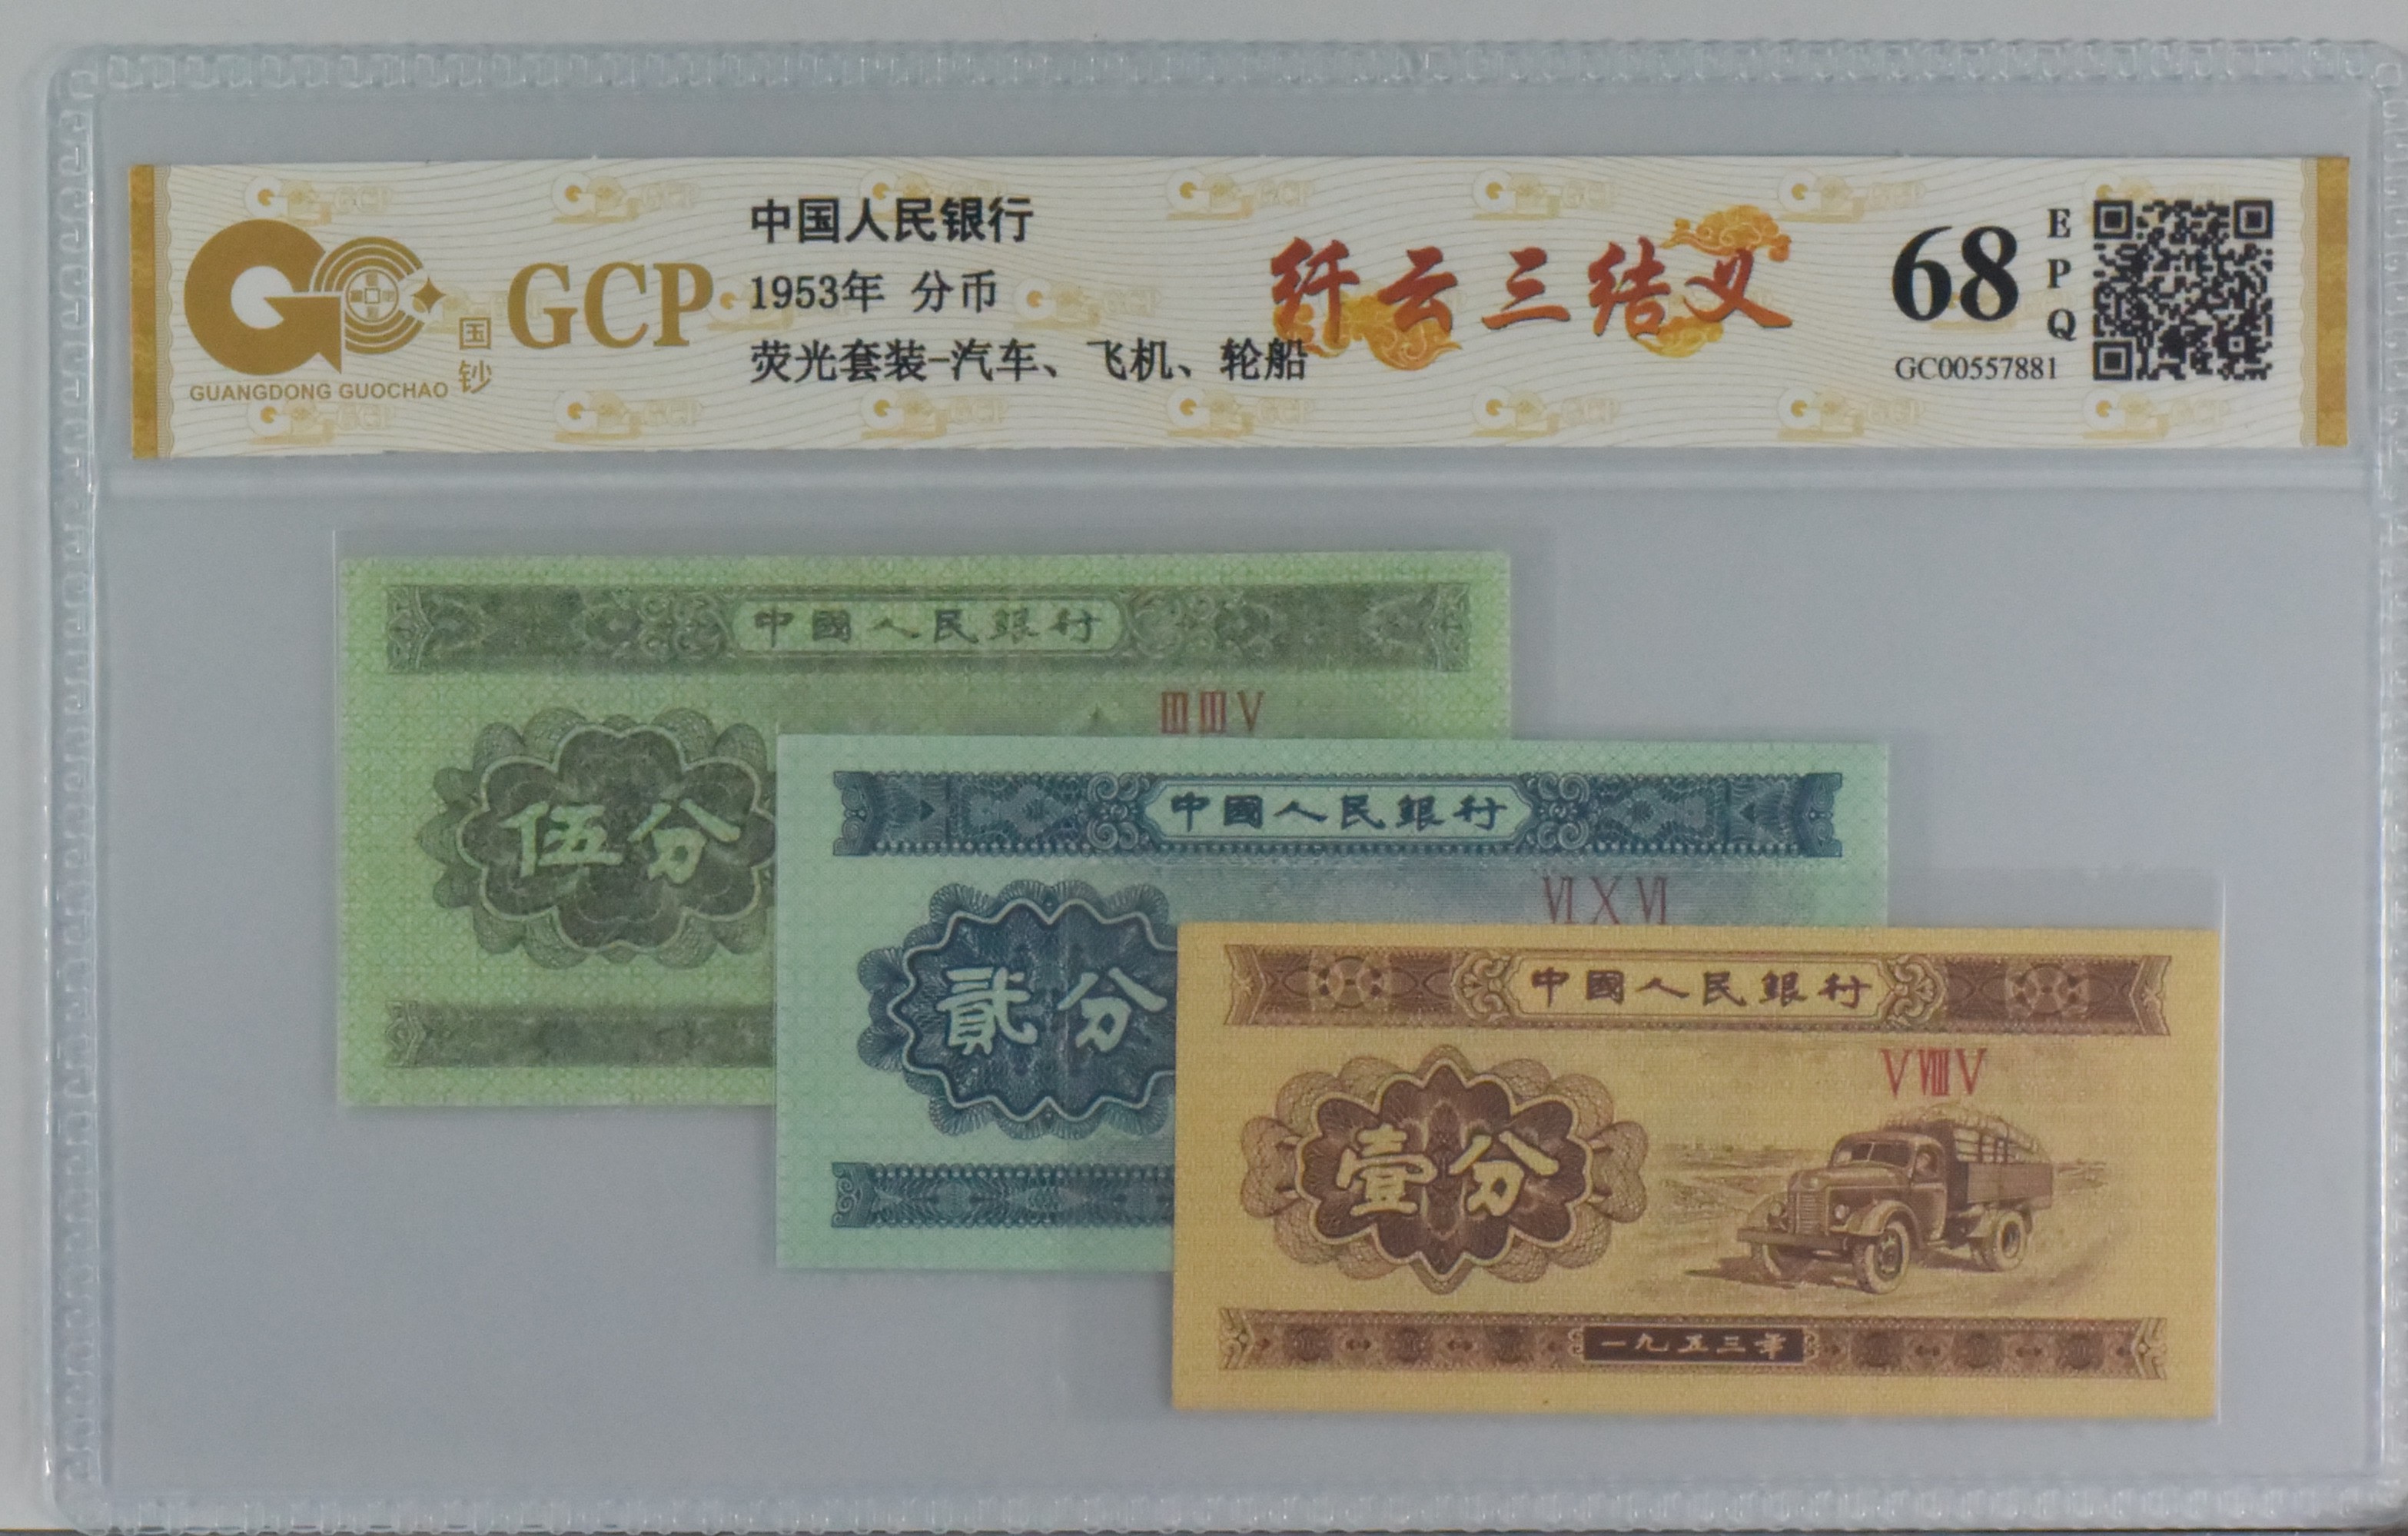 GUANGDONG GUOCHAO
国钞
GCP
中国人民银行
1953年 分币
荧光套装-汽车、飞机、轮船
纤云三结义
68
EPQ
GC00557881
中國人民銀行
ⅢⅢⅤ
伍分
中國人民銀行
ⅥⅩⅥ
貳分
中國人民銀行
ⅤⅧⅤ
壹分
一九五三年